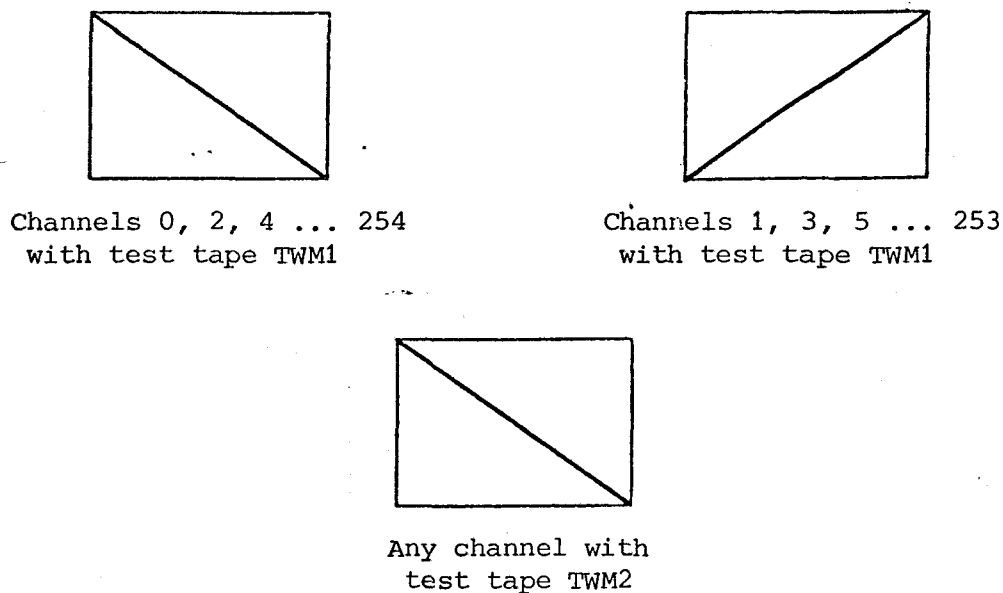 Channels 0, 2, 4 ... 254
with test tape TWM1
Channels 1, 3, 5 ... 253
with test tape TWM1
Any channel with
test tape TWM2